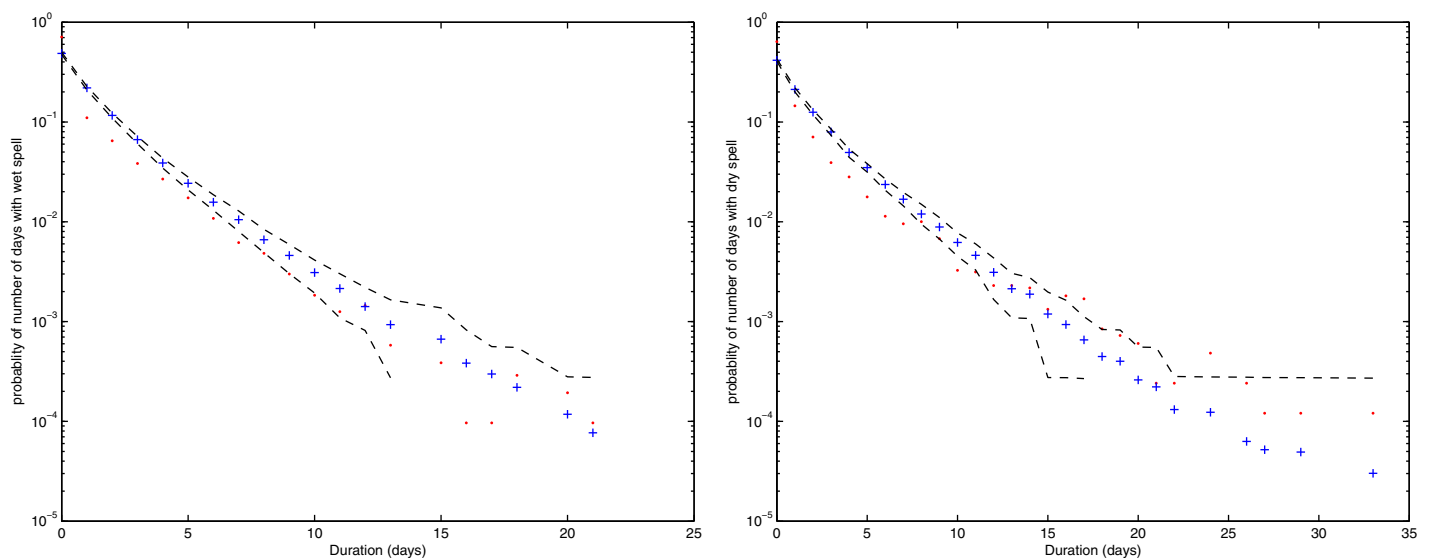 probablity of number of days with wet spell
10^0
10^-1
10^-2
10^-3
10^-4
10^-5
0 5 10 15 20 25
Duration (days)
probablity of number of days with dry spell
10^0
10^-1
10^-2
10^-3
10^-4
10^-5
0 5 10 15 20 25 30 35
Duration (days)